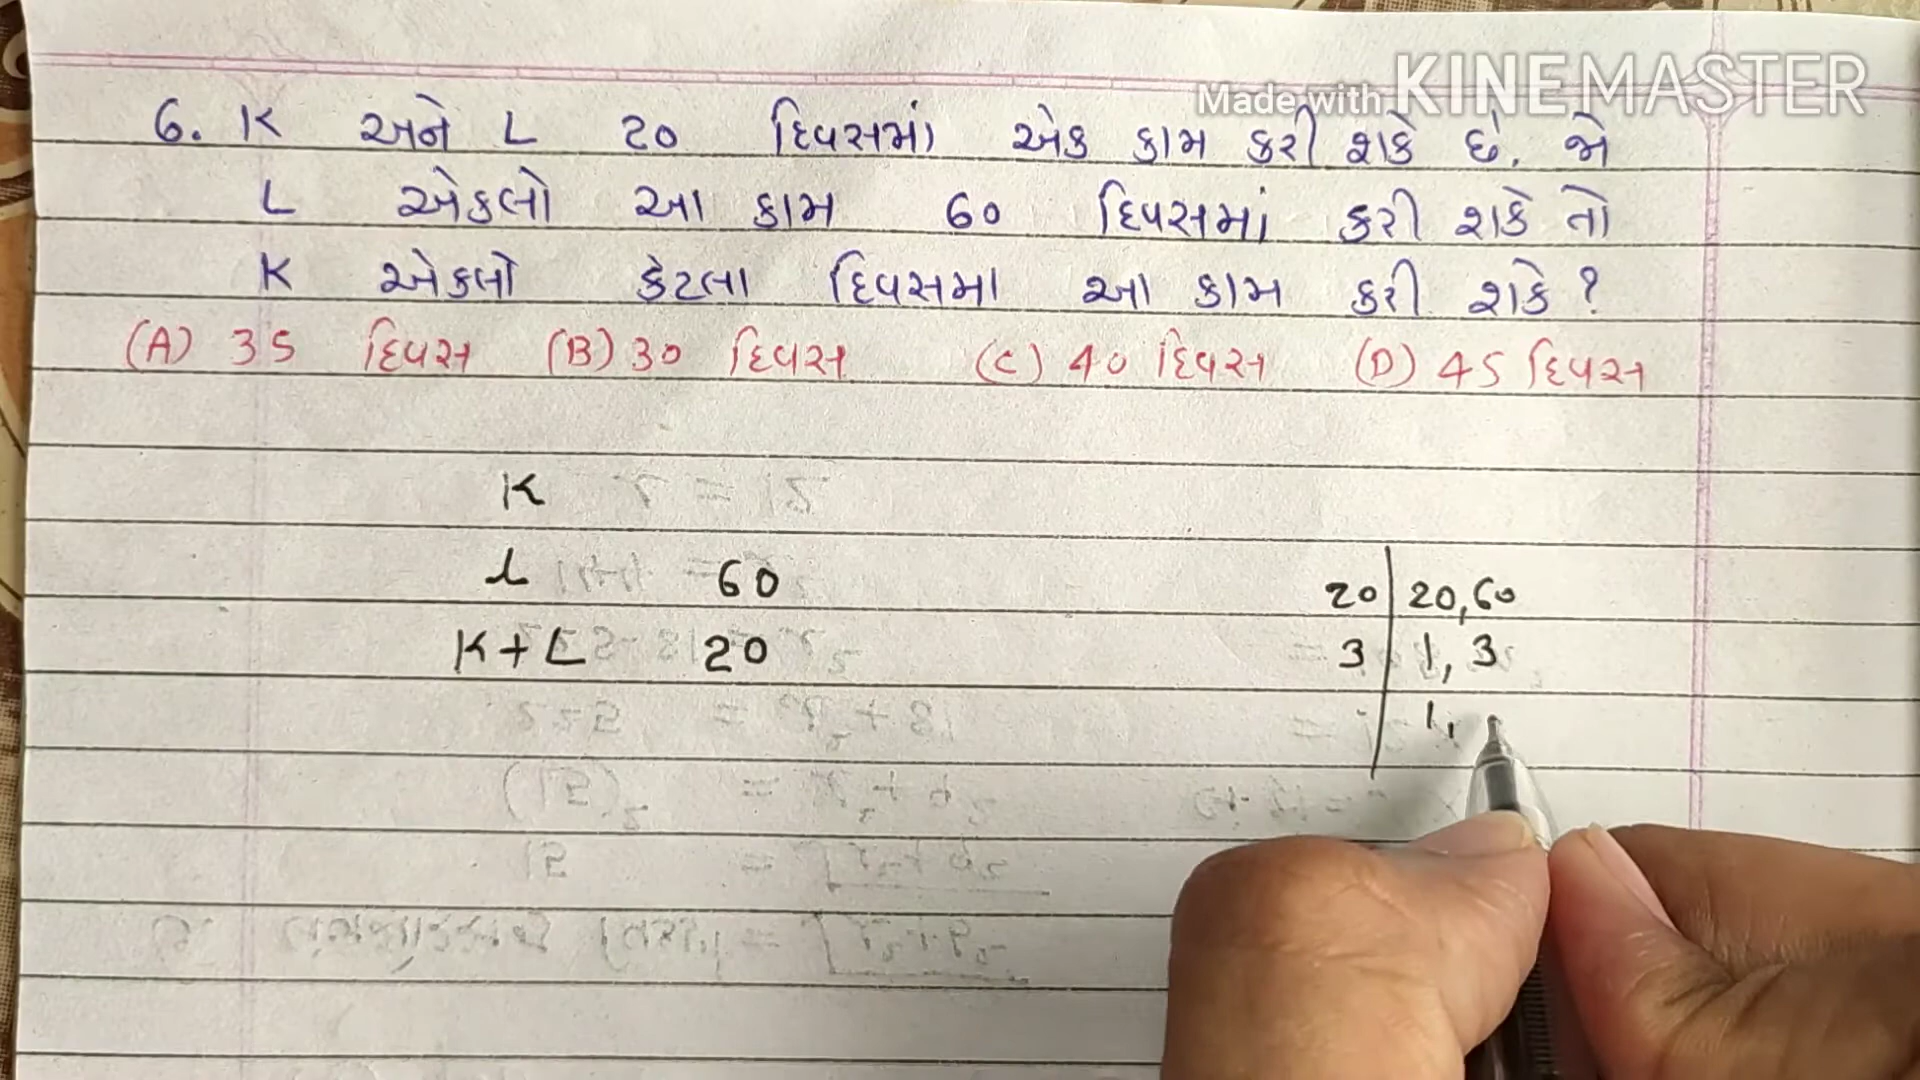 Made with KINEMASTER
6. K અને L 20 દિવસમાં એક કામ કરી શકે છે. જો
L એકલો આ કામ 60 દિવસમાં કરી શકે તો
K એકલો કેટલા દિવસમા આ કામ કરી શકે ?
(A) 35 દિવસ (B) 30 દિવસ (C) 40 દિવસ (D) 45 દિવસ
K
L 60
K+L 20
20 | 20, 60
3 | 1, 3
1,